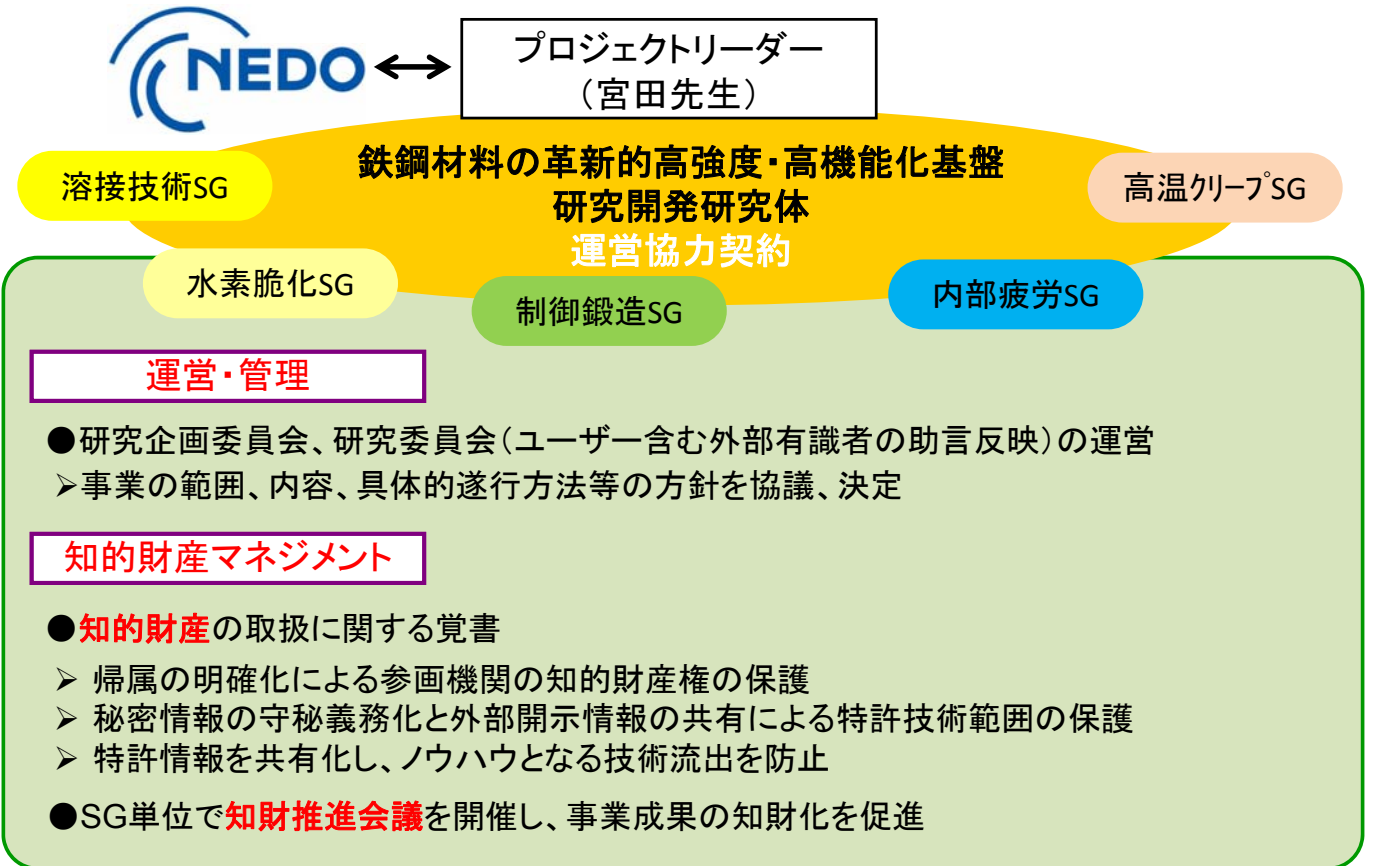 NEDO
プロジェクトリーダー
（宮田先生）
鉄鋼材料の革新的高強度・高機能化基盤
研究開発研究体
運営協力契約
溶接技術SG
高温ｸﾘｰﾌﾟSG
水素脆化SG
制御鍛造SG
内部疲労SG
運営・管理
●研究企画委員会、研究委員会（ユーザー含む外部有識者の助言反映）の運営
➢事業の範囲、内容、具体的遂行方法等の方針を協議、決定
知的財産マネジメント
●知的財産の取扱に関する覚書
➢ 帰属の明確化による参画機関の知的財産権の保護
➢ 秘密情報の守秘義務化と外部開示情報の共有による特許技術範囲の保護
➢ 特許情報を共有化し、ノウハウとなる技術流出を防止
●SG単位で知財推進会議を開催し、事業成果の知財化を促進